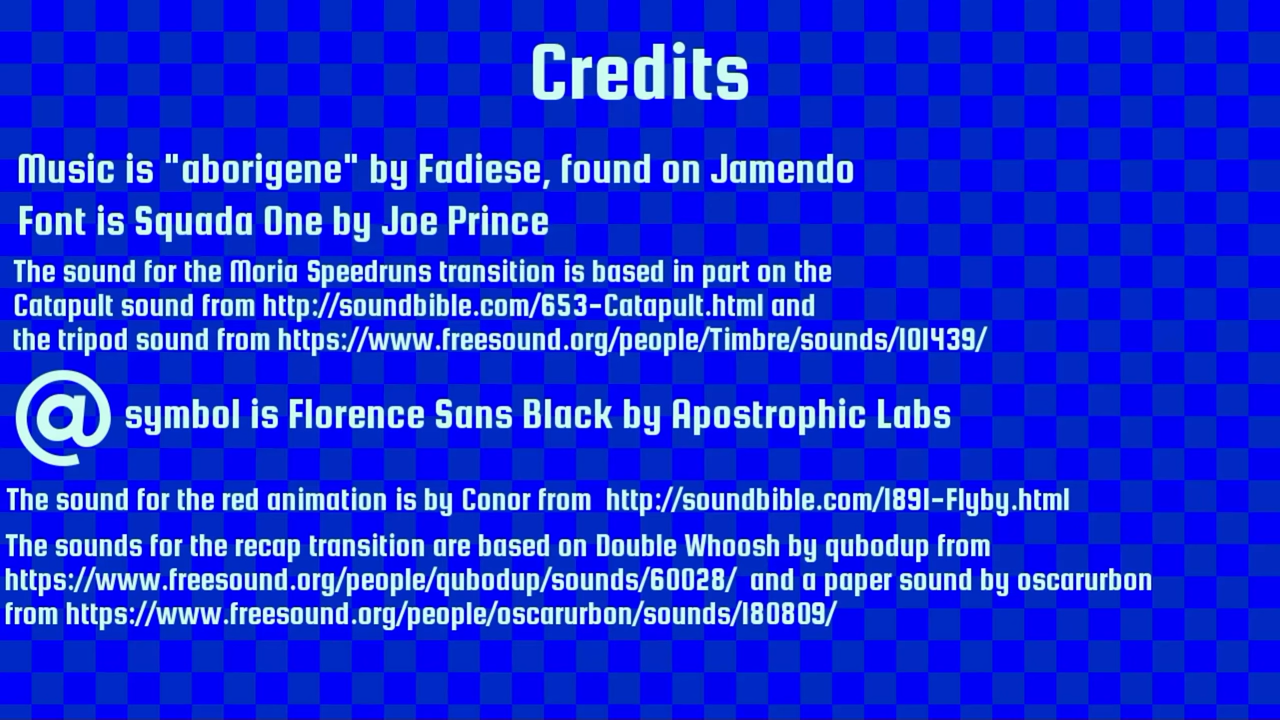 Credits
Music is "aborigene" by Fadiese, found on Jamendo
Font is Squada One by Joe Prince
The sound for the Moria Speedruns transition is based in part on the
Catapult sound from http://soundbible.com/653-Catapult.html and
the tripod sound from https://www.freesound.org/people/Timbre/sounds/101439/
@ symbol is Florence Sans Black by Apostrophic Labs
The sound for the red animation is by Conor from  http://soundbible.com/1891-Flyby.html
The sounds for the recap transition are based on Double Whoosh by qubodup from
https://www.freesound.org/people/qubodup/sounds/60028/  and a paper sound by oscarurbon
from https://www.freesound.org/people/oscarurbon/sounds/180809/